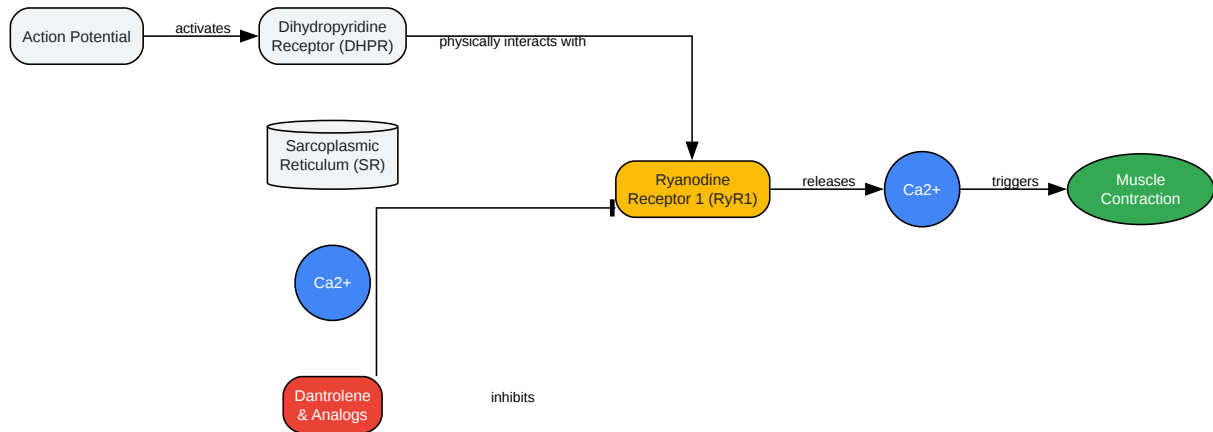 Action Potential
activates
Dihydropyridine
Receptor (DHPR)
physically interacts with
Sarcoplasmic
Reticulum (SR)
Ryanodine
Receptor 1 (RyR1)
releases
Ca2+
triggers
Muscle
Contraction
Ca2+
Dantrolene
& Analogs
inhibits